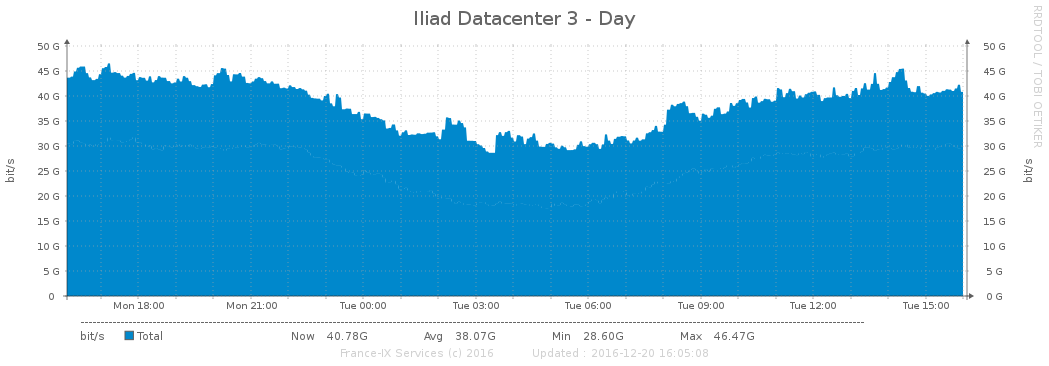 Iliad Datacenter 3 - Day
RRDTOOL / TOBI OETIKER
50 G 50 G
45 G 45 G
40 G 40 G
35 G 35 G
30 G 30 G
25 G 25 G
20 G 20 G
15 G 15 G
10 G 10 G
5 G 5 G
0 0 G
bit/s bit/s
Mon 18:00 Mon 21:00 Tue 00:00 Tue 03:00 Tue 06:00 Tue 09:00 Tue 12:00 Tue 15:00
bit/s Total Now 40.78G Avg 38.07G Min 28.60G Max 46.47G
France-IX Services (c) 2016 Updated : 2016-12-20 16:05:08